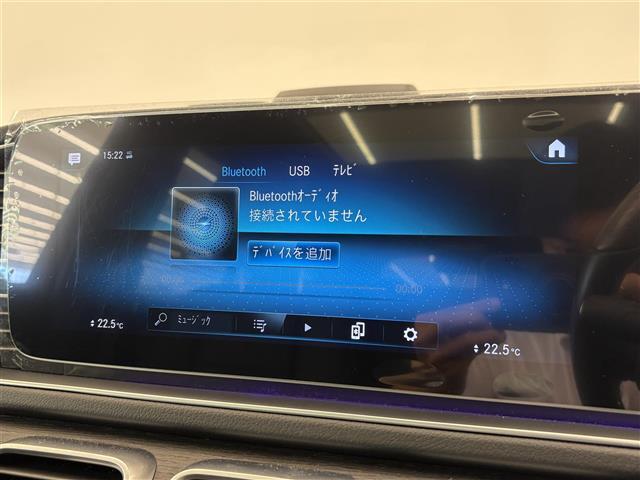 15:22
Bluetooth USB ﾃﾚﾋﾞ
Bluetoothｵｰﾃﾞｨｵ
接続されていません
ﾃﾞﾊﾞｲｽを追加
00:00
22.5°C ﾐｭｰｼﾞｯｸ
22.5°C